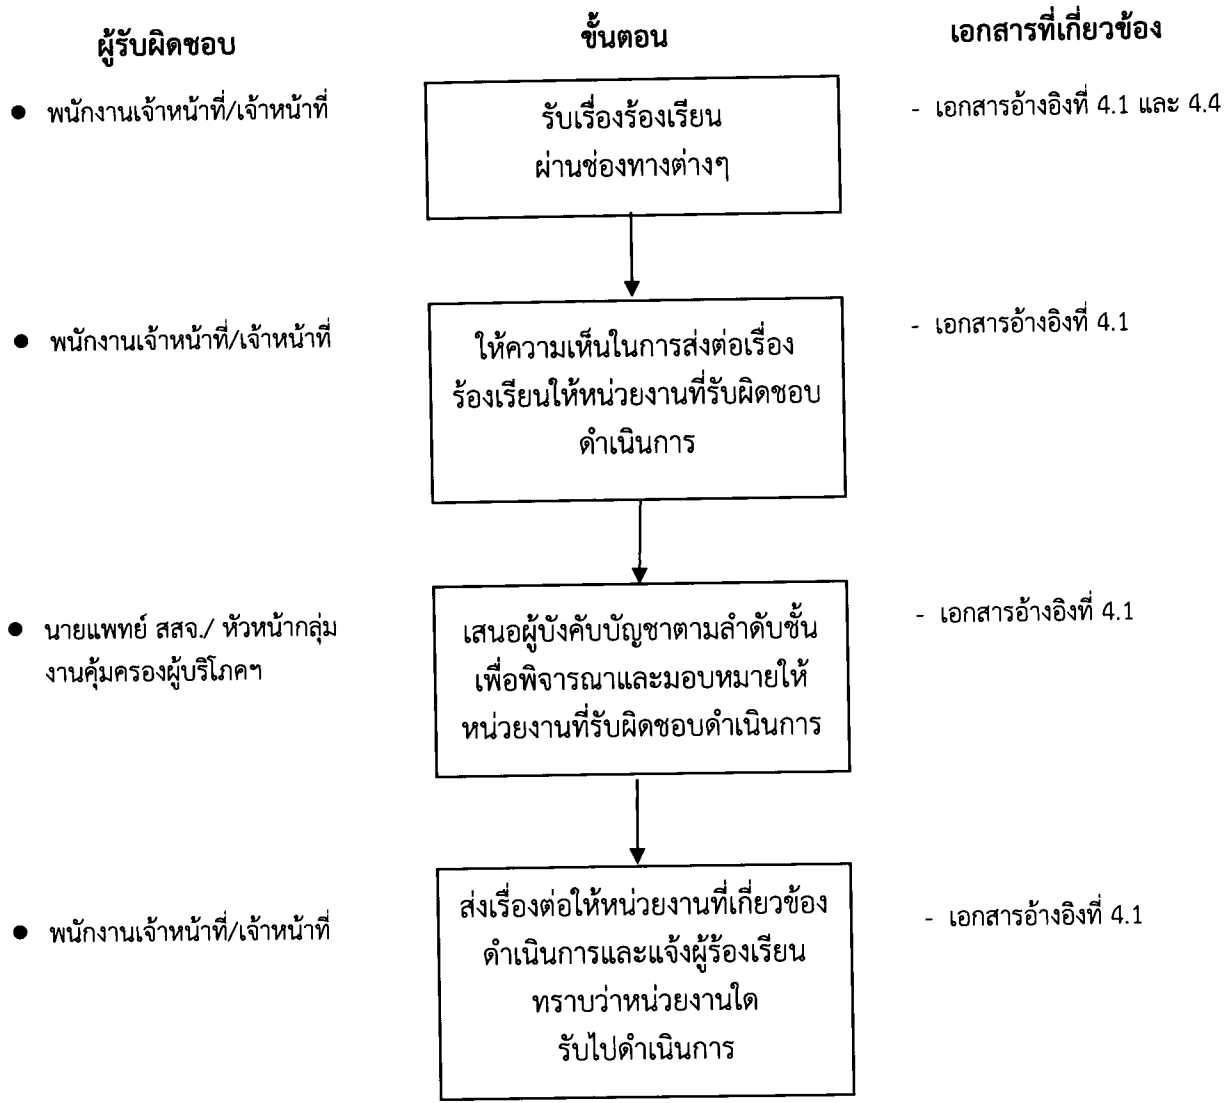 ผู้รับผิดชอบ
ขั้นตอน
เอกสารที่เกี่ยวข้อง
● พนักงานเจ้าหน้าที่/เจ้าหน้าที่
รับเรื่องร้องเรียน
ผ่านช่องทางต่างๆ
- เอกสารอ้างอิงที่ 4.1 และ 4.4
● พนักงานเจ้าหน้าที่/เจ้าหน้าที่
ให้ความเห็นในการส่งต่อเรื่อง
ร้องเรียนให้หน่วยงานที่รับผิดชอบ
ดำเนินการ
- เอกสารอ้างอิงที่ 4.1
● นายแพทย์ สสจ./ หัวหน้ากลุ่ม
งานคุ้มครองผู้บริโภคฯ
เสนอผู้บังคับบัญชาตามลำดับชั้น
เพื่อพิจารณาและมอบหมายให้
หน่วยงานที่รับผิดชอบดำเนินการ
- เอกสารอ้างอิงที่ 4.1
● พนักงานเจ้าหน้าที่/เจ้าหน้าที่
ส่งเรื่องต่อให้หน่วยงานที่เกี่ยวข้อง
ดำเนินการและแจ้งผู้ร้องเรียน
ทราบว่าหน่วยงานใด
รับไปดำเนินการ
- เอกสารอ้างอิงที่ 4.1